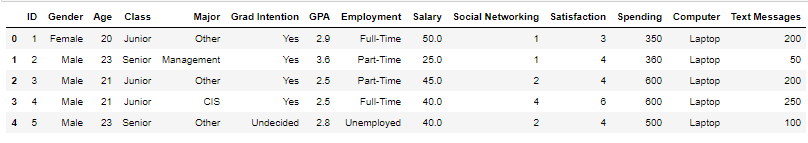 ID Gender Age Class Major Grad Intention GPA Employment Salary Social Networking Satisfaction Spending Computer Text Messages
0 1 Female 20 Junior Other Yes 2.9 Full-Time 50.0 1 3 350 Laptop 200
1 2 Male 23 Senior Management Yes 3.6 Part-Time 25.0 1 4 360 Laptop 50
2 3 Male 21 Junior Other Yes 2.5 Part-Time 45.0 2 4 600 Laptop 200
3 4 Male 21 Junior CIS Yes 2.5 Full-Time 40.0 4 6 600 Laptop 250
4 5 Male 23 Senior Other Undecided 2.8 Unemployed 40.0 2 4 500 Laptop 100